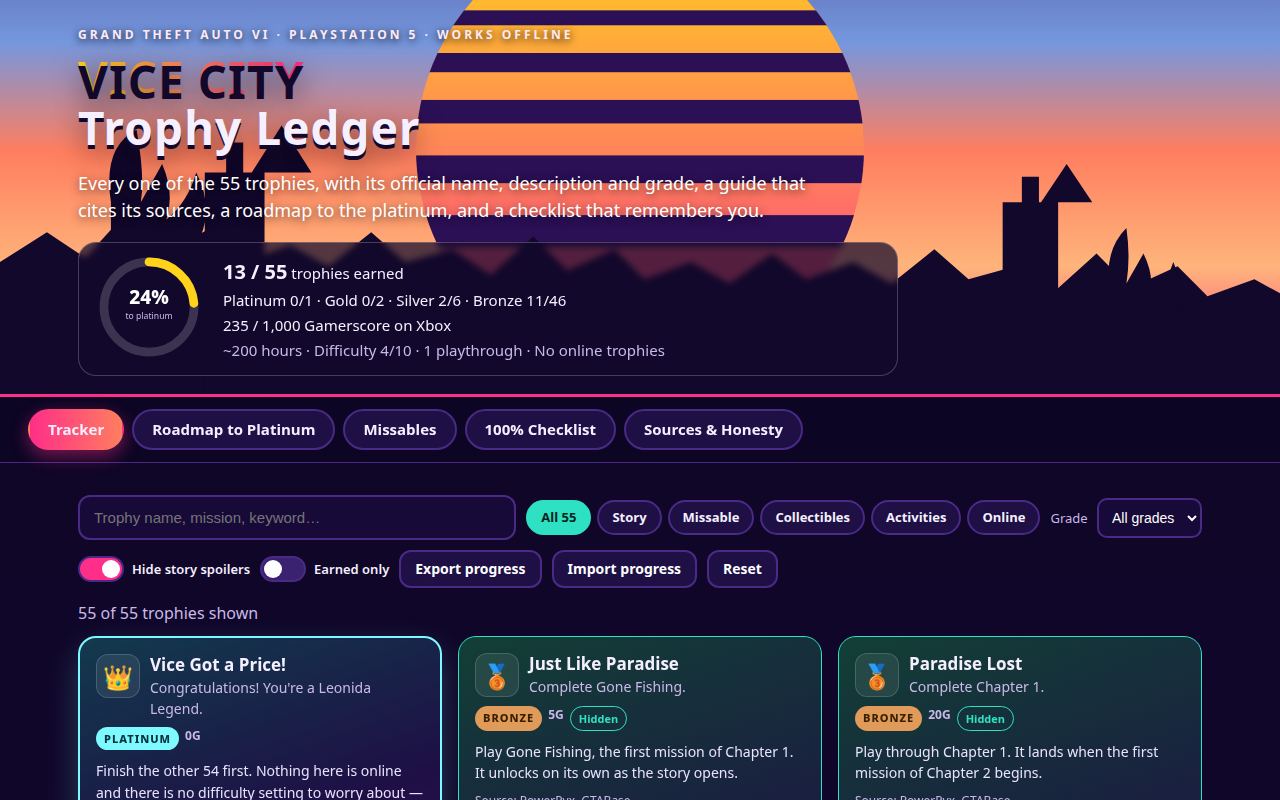 GRAND THEFT AUTO VI · PLAYSTATION 5 · WORKS OFFLINE
VICE CITY
Trophy Ledger
Every one of the 55 trophies, with its official name, description and grade, a guide that
cites its sources, a roadmap to the platinum, and a checklist that remembers you.
24%
to platinum
13 / 55 trophies earned
Platinum 0/1 · Gold 0/2 · Silver 2/6 · Bronze 11/46
235 / 1,000 Gamerscore on Xbox
~200 hours · Difficulty 4/10 · 1 playthrough · No online trophies
Tracker Roadmap to Platinum Missables 100% Checklist Sources & Honesty
Trophy name, mission, keyword… All 55 Story Missable Collectibles Activities Online Grade All grades
Hide story spoilers Earned only Export progress Import progress Reset
55 of 55 trophies shown
Vice Got a Price!
Congratulations! You're a Leonida
Legend.
PLATINUM 0G
Finish the other 54 first. Nothing here is online
and there is no difficulty setting to worry about —
Just Like Paradise
Complete Gone Fishing.
BRONZE 5G Hidden
Play Gone Fishing, the first mission of Chapter 1.
It unlocks on its own as the story opens.
Source: PowerPyx, GTABase
Paradise Lost
Complete Chapter 1.
BRONZE 20G Hidden
Play through Chapter 1. It lands when the first
mission of Chapter 2 begins.
Source: PowerPyx, GTABase